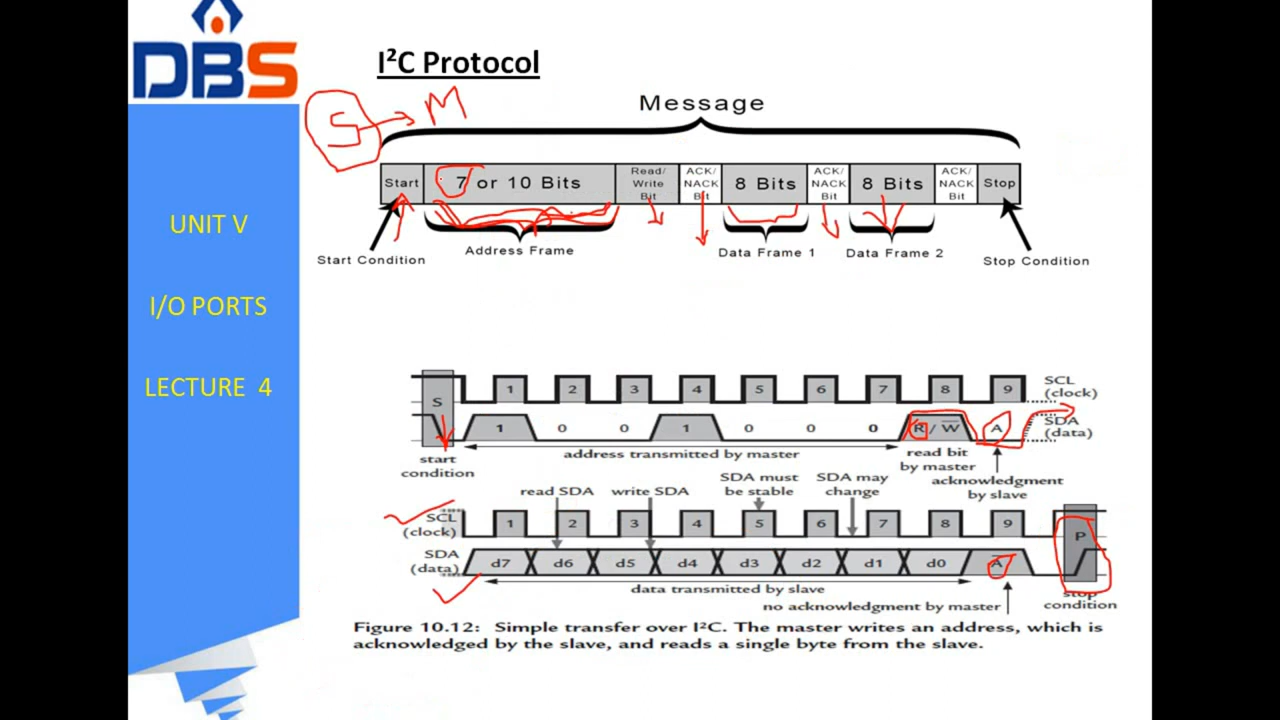 DBS
I²C Protocol
S → M
Message
Start
7 or 10 Bits
Read/
Write
Bit
ACK/
NACK
Bit
8 Bits
ACK/
NACK
Bit
8 Bits
ACK/
NACK
Bit
Stop
Address Frame
Data Frame 1
Data Frame 2
Start Condition
Stop Condition
UNIT V
I/O PORTS
LECTURE 4
S
1 2 3 4 5 6 7 8 9
SCL
(clock)
1 0 0 1 0 0 0 R/W̅ A
SDA
(data)
start
condition
address transmitted by master
read bit
by master
acknowledgment
by slave
read SDA
write SDA
SDA must
be stable
SDA may
change
SCL
(clock)
1 2 3 4 5 6 7 8 9
P
SDA
(data)
d7 d6 d5 d4 d3 d2 d1 d0 A̅
data transmitted by slave
no acknowledgment by master
stop
condition
Figure 10.12: Simple transfer over I²C. The master writes an address, which is
acknowledged by the slave, and reads a single byte from the slave.